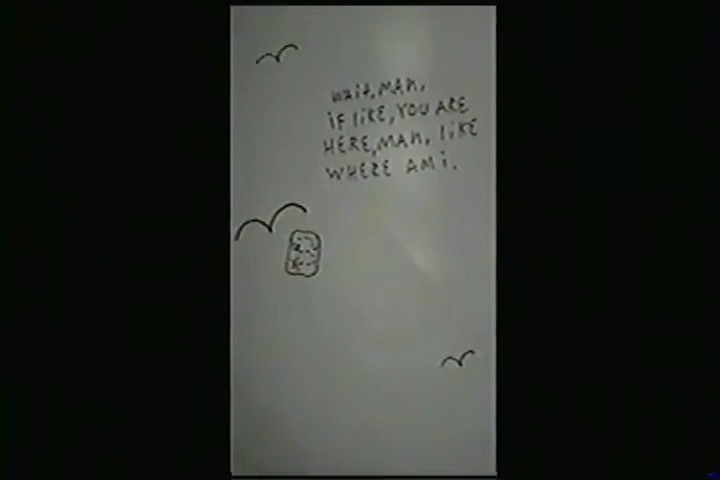 WAIT, MAN,
IF LIKE, YOU ARE
HERE, MAN, LIKE
WHERE AM I.